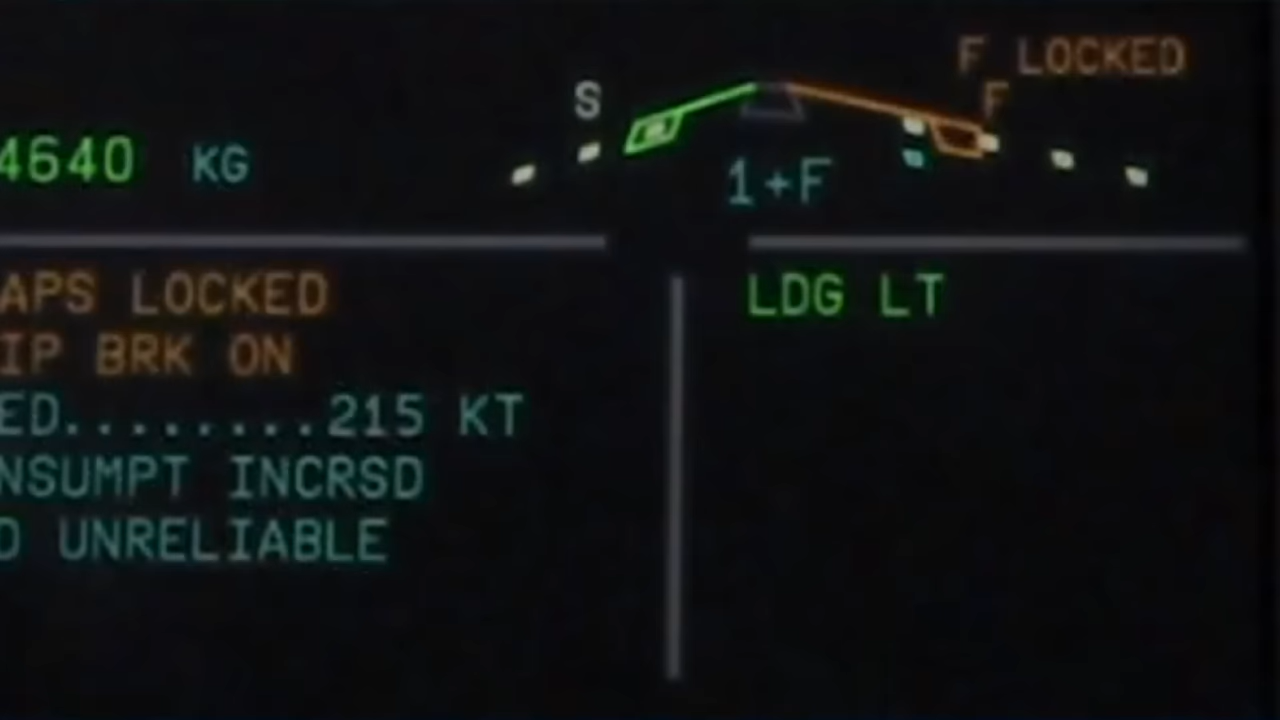 F LOCKED
S
F
4640 KG
1+F
APS LOCKED
LDG LT
IP BRK ON
ED........215 KT
NSUMPT INCRSD
D UNRELIABLE